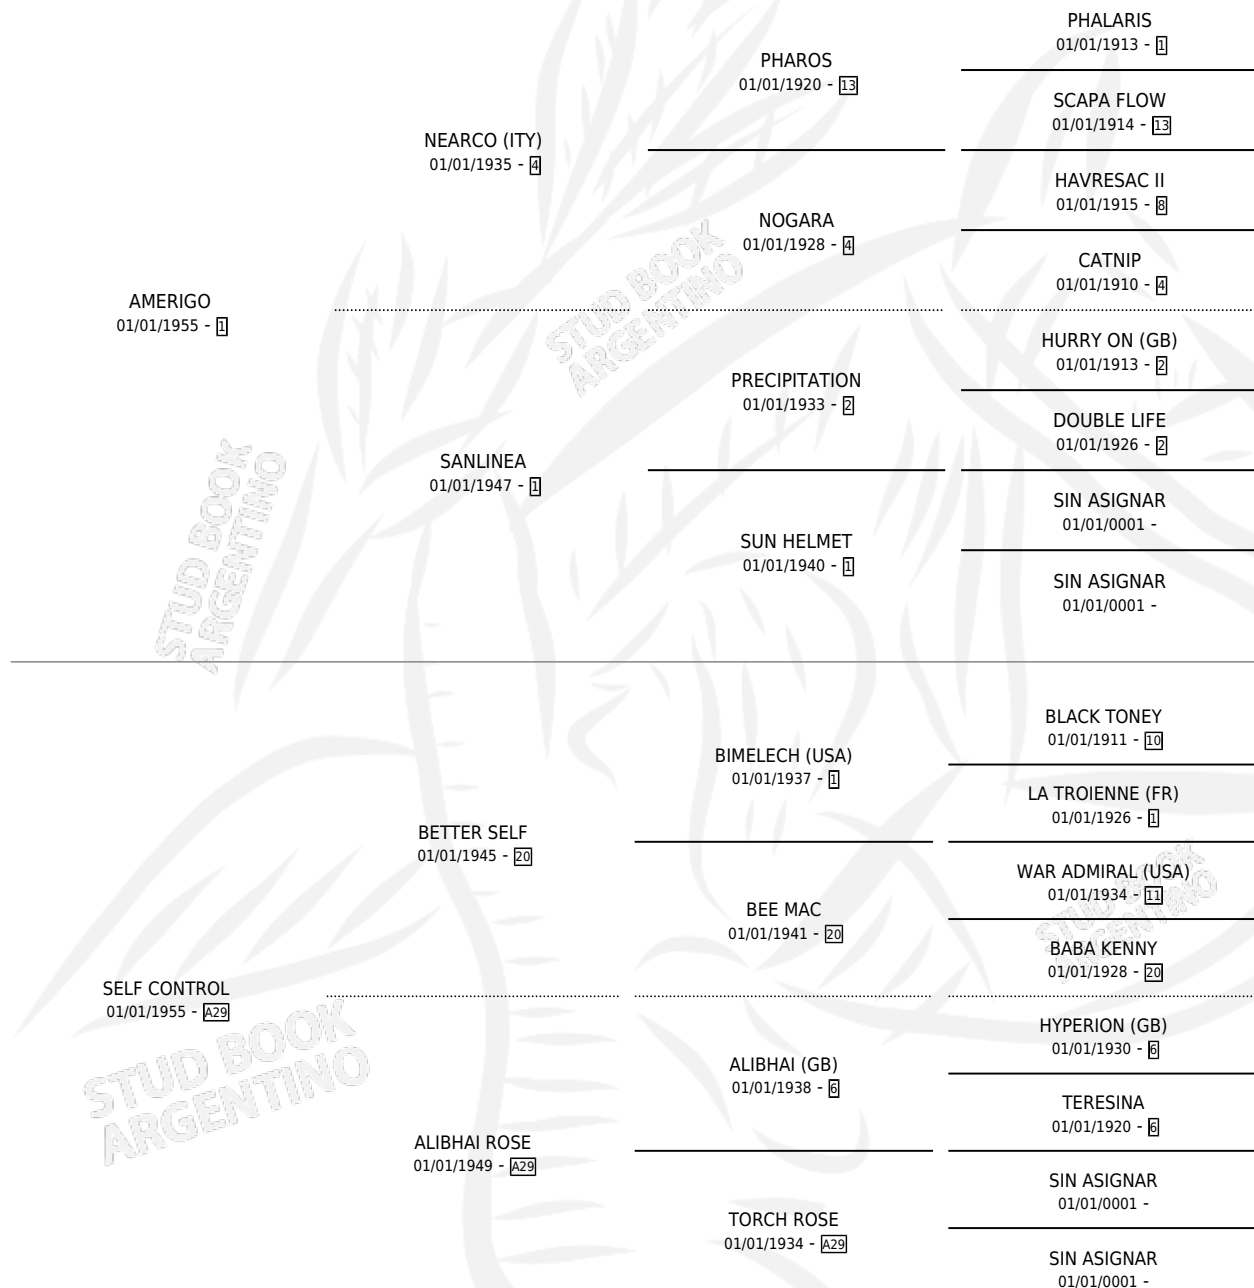 PHALARIS
01/01/1913 - 1
PHAROS
01/01/1920 - 13
SCAPA FLOW
01/01/1914 - 13
NEARCO (ITY)
01/01/1935 - 4
HAVRESAC II
01/01/1915 - 8
NOGARA
01/01/1928 - 4
CATNIP
01/01/1910 - 4
AMERIGO
01/01/1955 - 1
HURRY ON (GB)
01/01/1913 - 2
PRECIPITATION
01/01/1933 - 2
DOUBLE LIFE
01/01/1926 - 2
SANLINEA
01/01/1947 - 1
SIN ASIGNAR
01/01/0001 -
SUN HELMET
01/01/1940 - 1
SIN ASIGNAR
01/01/0001 -
BLACK TONEY
01/01/1911 - 10
BIMELECH (USA)
01/01/1937 - 1
LA TROIENNE (FR)
01/01/1926 - 1
BETTER SELF
01/01/1945 - 20
WAR ADMIRAL (USA)
01/01/1934 - 11
BEE MAC
01/01/1941 - 20
BABA KENNY
01/01/1928 - 20
SELF CONTROL
01/01/1955 - A29
HYPERION (GB)
01/01/1930 - 6
ALIBHAI (GB)
01/01/1938 - 6
TERESINA
01/01/1920 - 6
ALIBHAI ROSE
01/01/1949 - A29
SIN ASIGNAR
01/01/0001 -
TORCH ROSE
01/01/1934 - A29
SIN ASIGNAR
01/01/0001 -
STUD BOOK
ARGENTINO
STUD BOOK
ARGENTINO
STUD BOOK
ARGENTINO
STUD BOOK
ARGENTINO